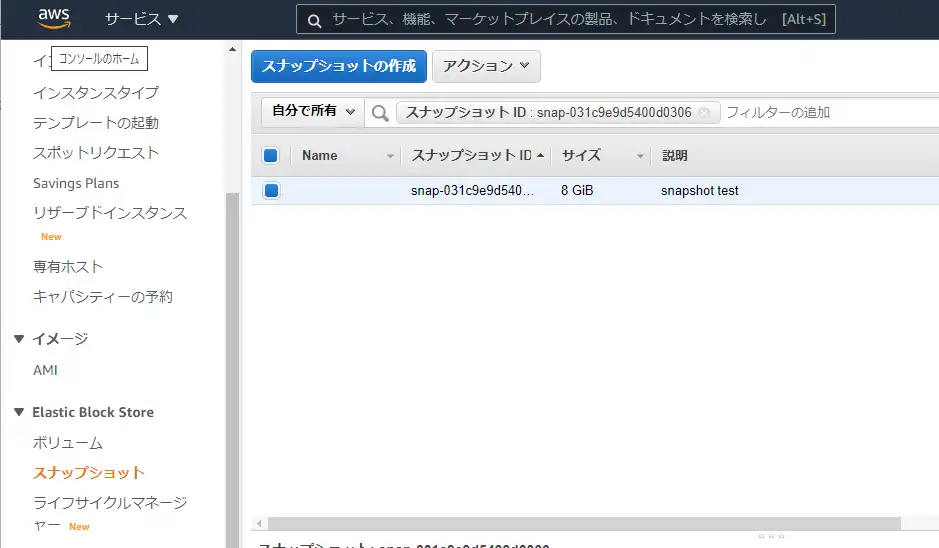 aws サービス ▼ サービス、機能、マーケットプレイスの製品、ドキュメントを検索し [Alt+S]
コンソールのホーム
インスタンスタイプ
テンプレートの起動
スポットリクエスト
Savings Plans
リザーブドインスタンス
New
専有ホスト
キャパシティーの予約
▼ イメージ
AMI
▼ Elastic Block Store
ボリューム
スナップショット
ライフサイクルマネージ
ャー New
スナップショットの作成 アクション
自分で所有 スナップショット ID : snap-031c9e9d5400d0306 フィルターの追加
Name スナップショット ID サイズ 説明
snap-031c9e9d540... 8 GiB snapshot test